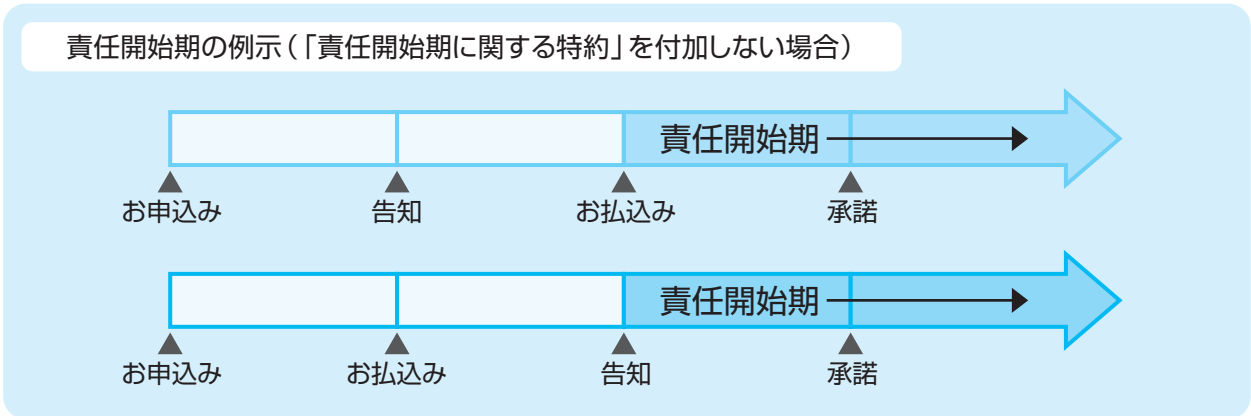 責任開始期の例示(「責任開始期に関する特約」を付加しない場合)
責任開始期
お申込み 告知 お払込み 承諾
責任開始期
お申込み お払込み 告知 承諾